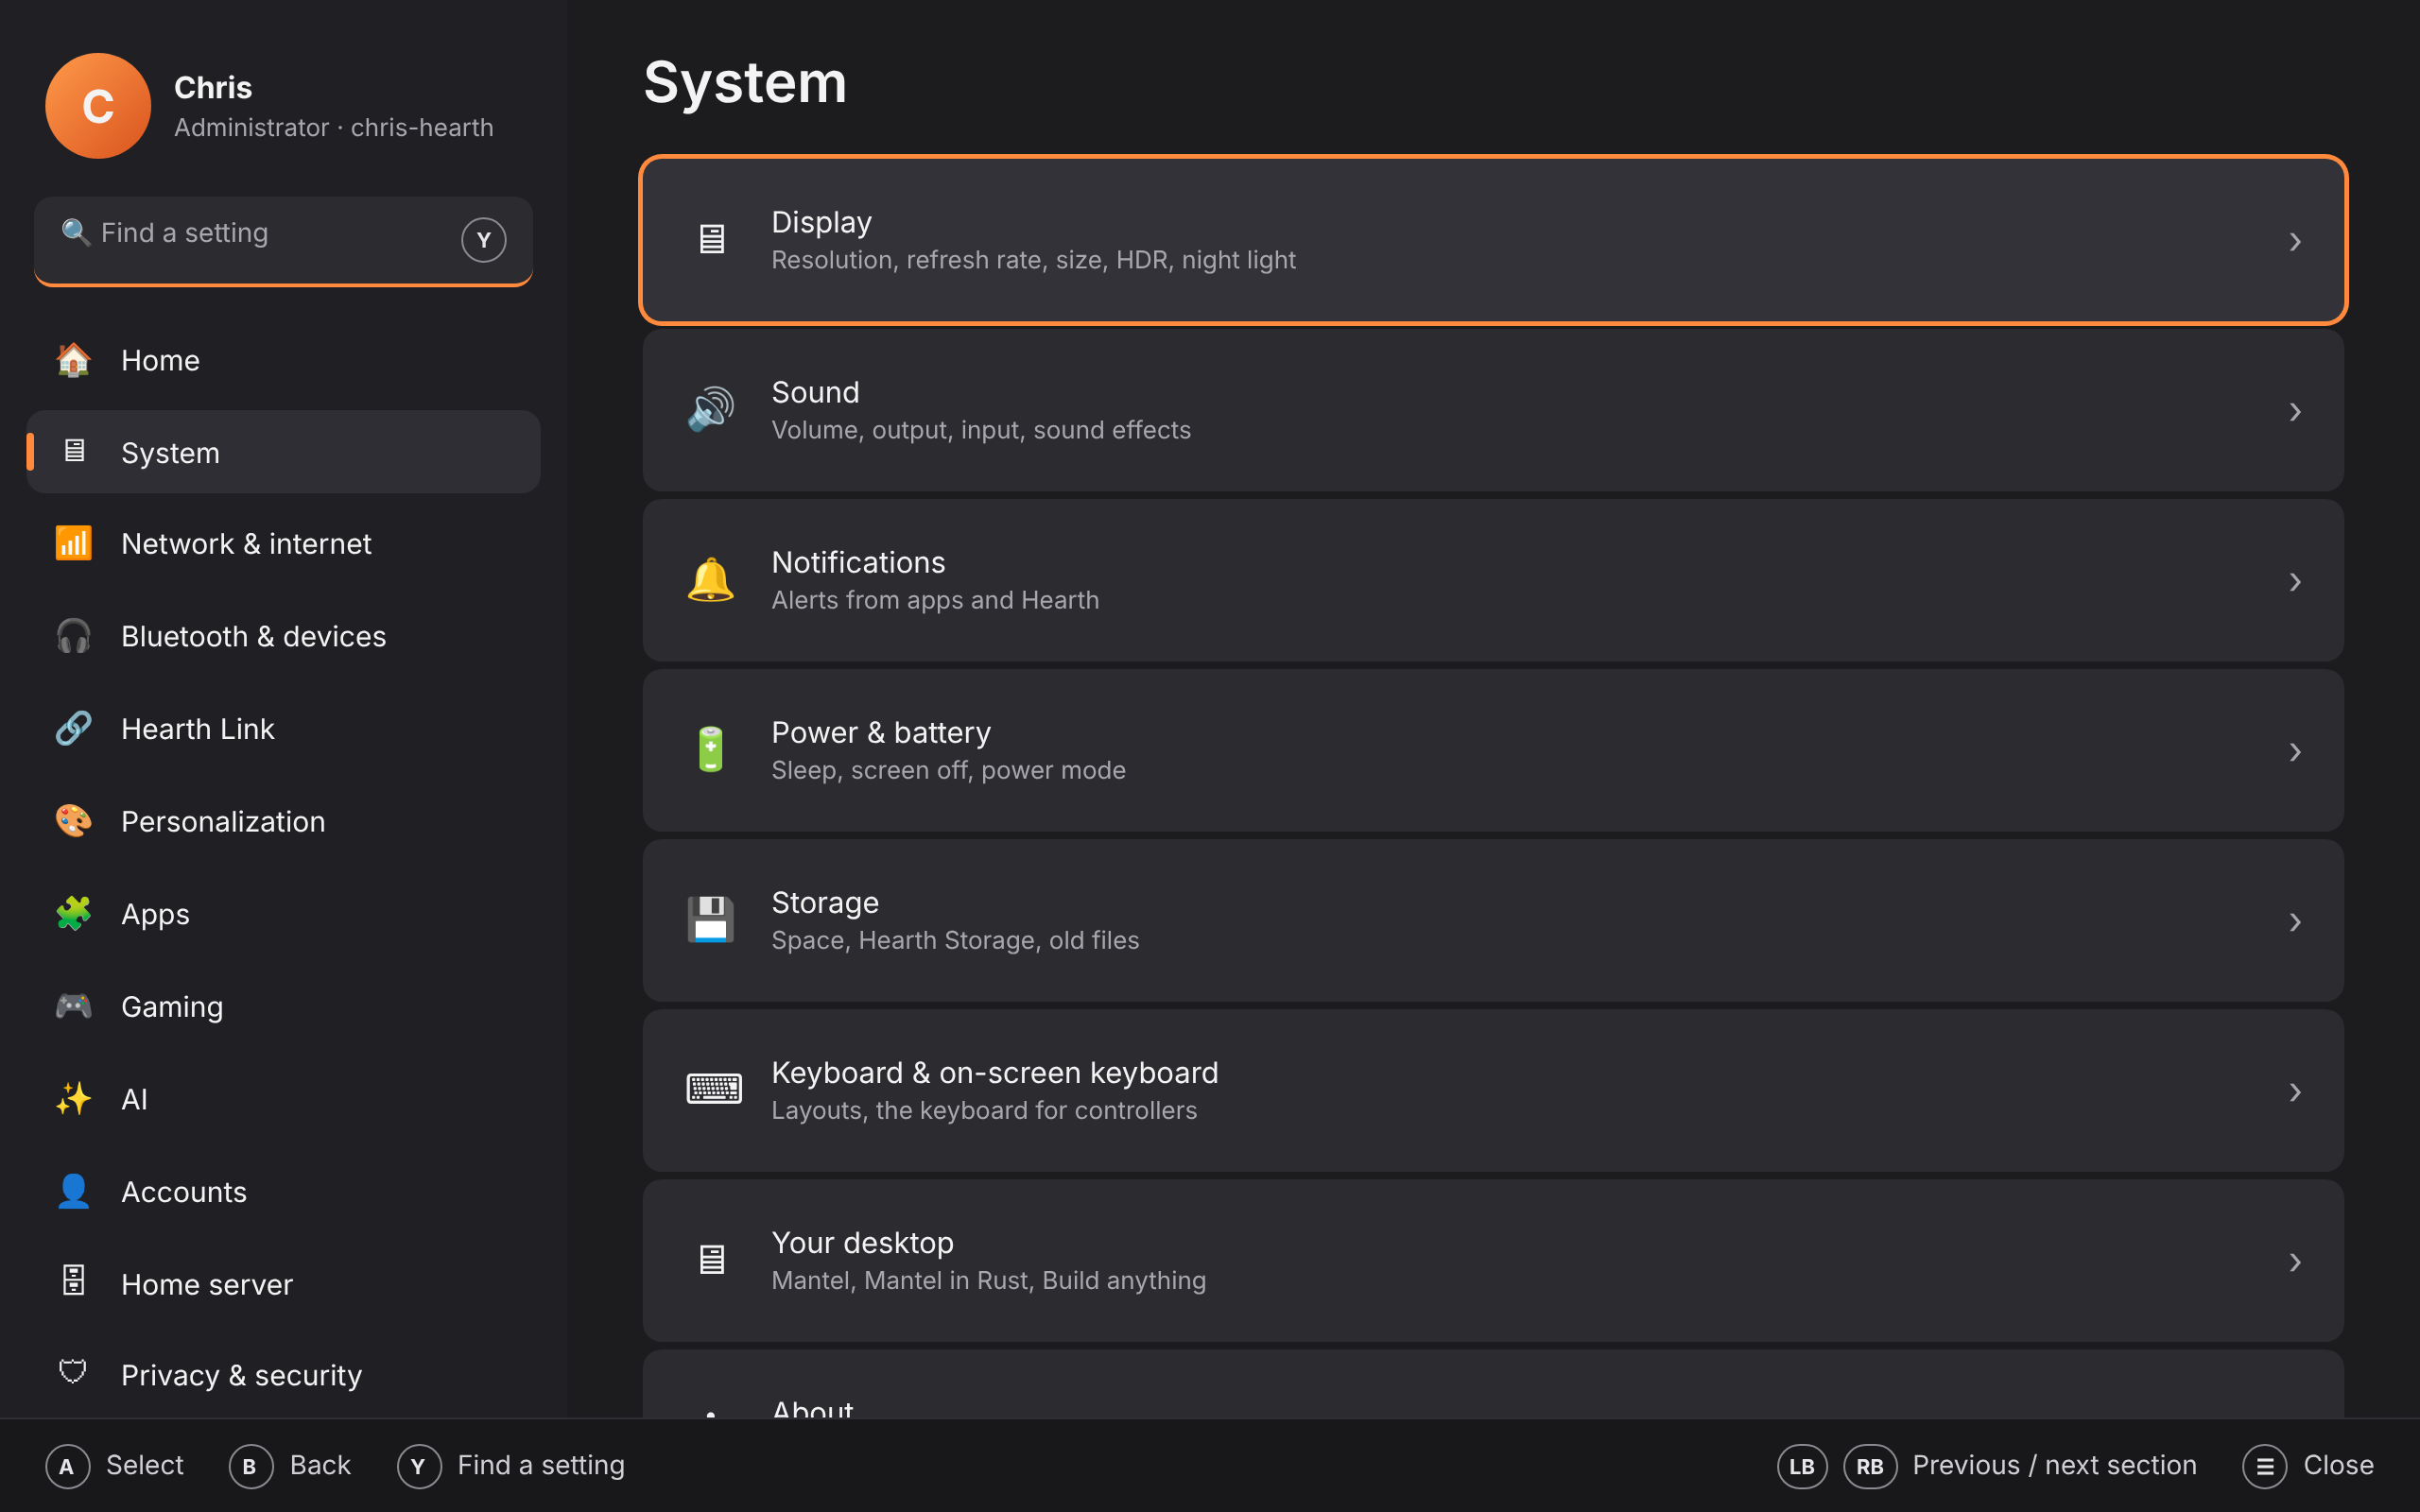 C
Chris
Administrator · chris-hearth
Find a setting
Y
Home
System
Network & internet
Bluetooth & devices
Hearth Link
Personalization
Apps
Gaming
AI
Accounts
Home server
Privacy & security
System
Display
Resolution, refresh rate, size, HDR, night light
Sound
Volume, output, input, sound effects
Notifications
Alerts from apps and Hearth
Power & battery
Sleep, screen off, power mode
Storage
Space, Hearth Storage, old files
Keyboard & on-screen keyboard
Layouts, the keyboard for controllers
Your desktop
Mantel, Mantel in Rust, Build anything
About
A Select B Back Y Find a setting LB RB Previous / next section Close